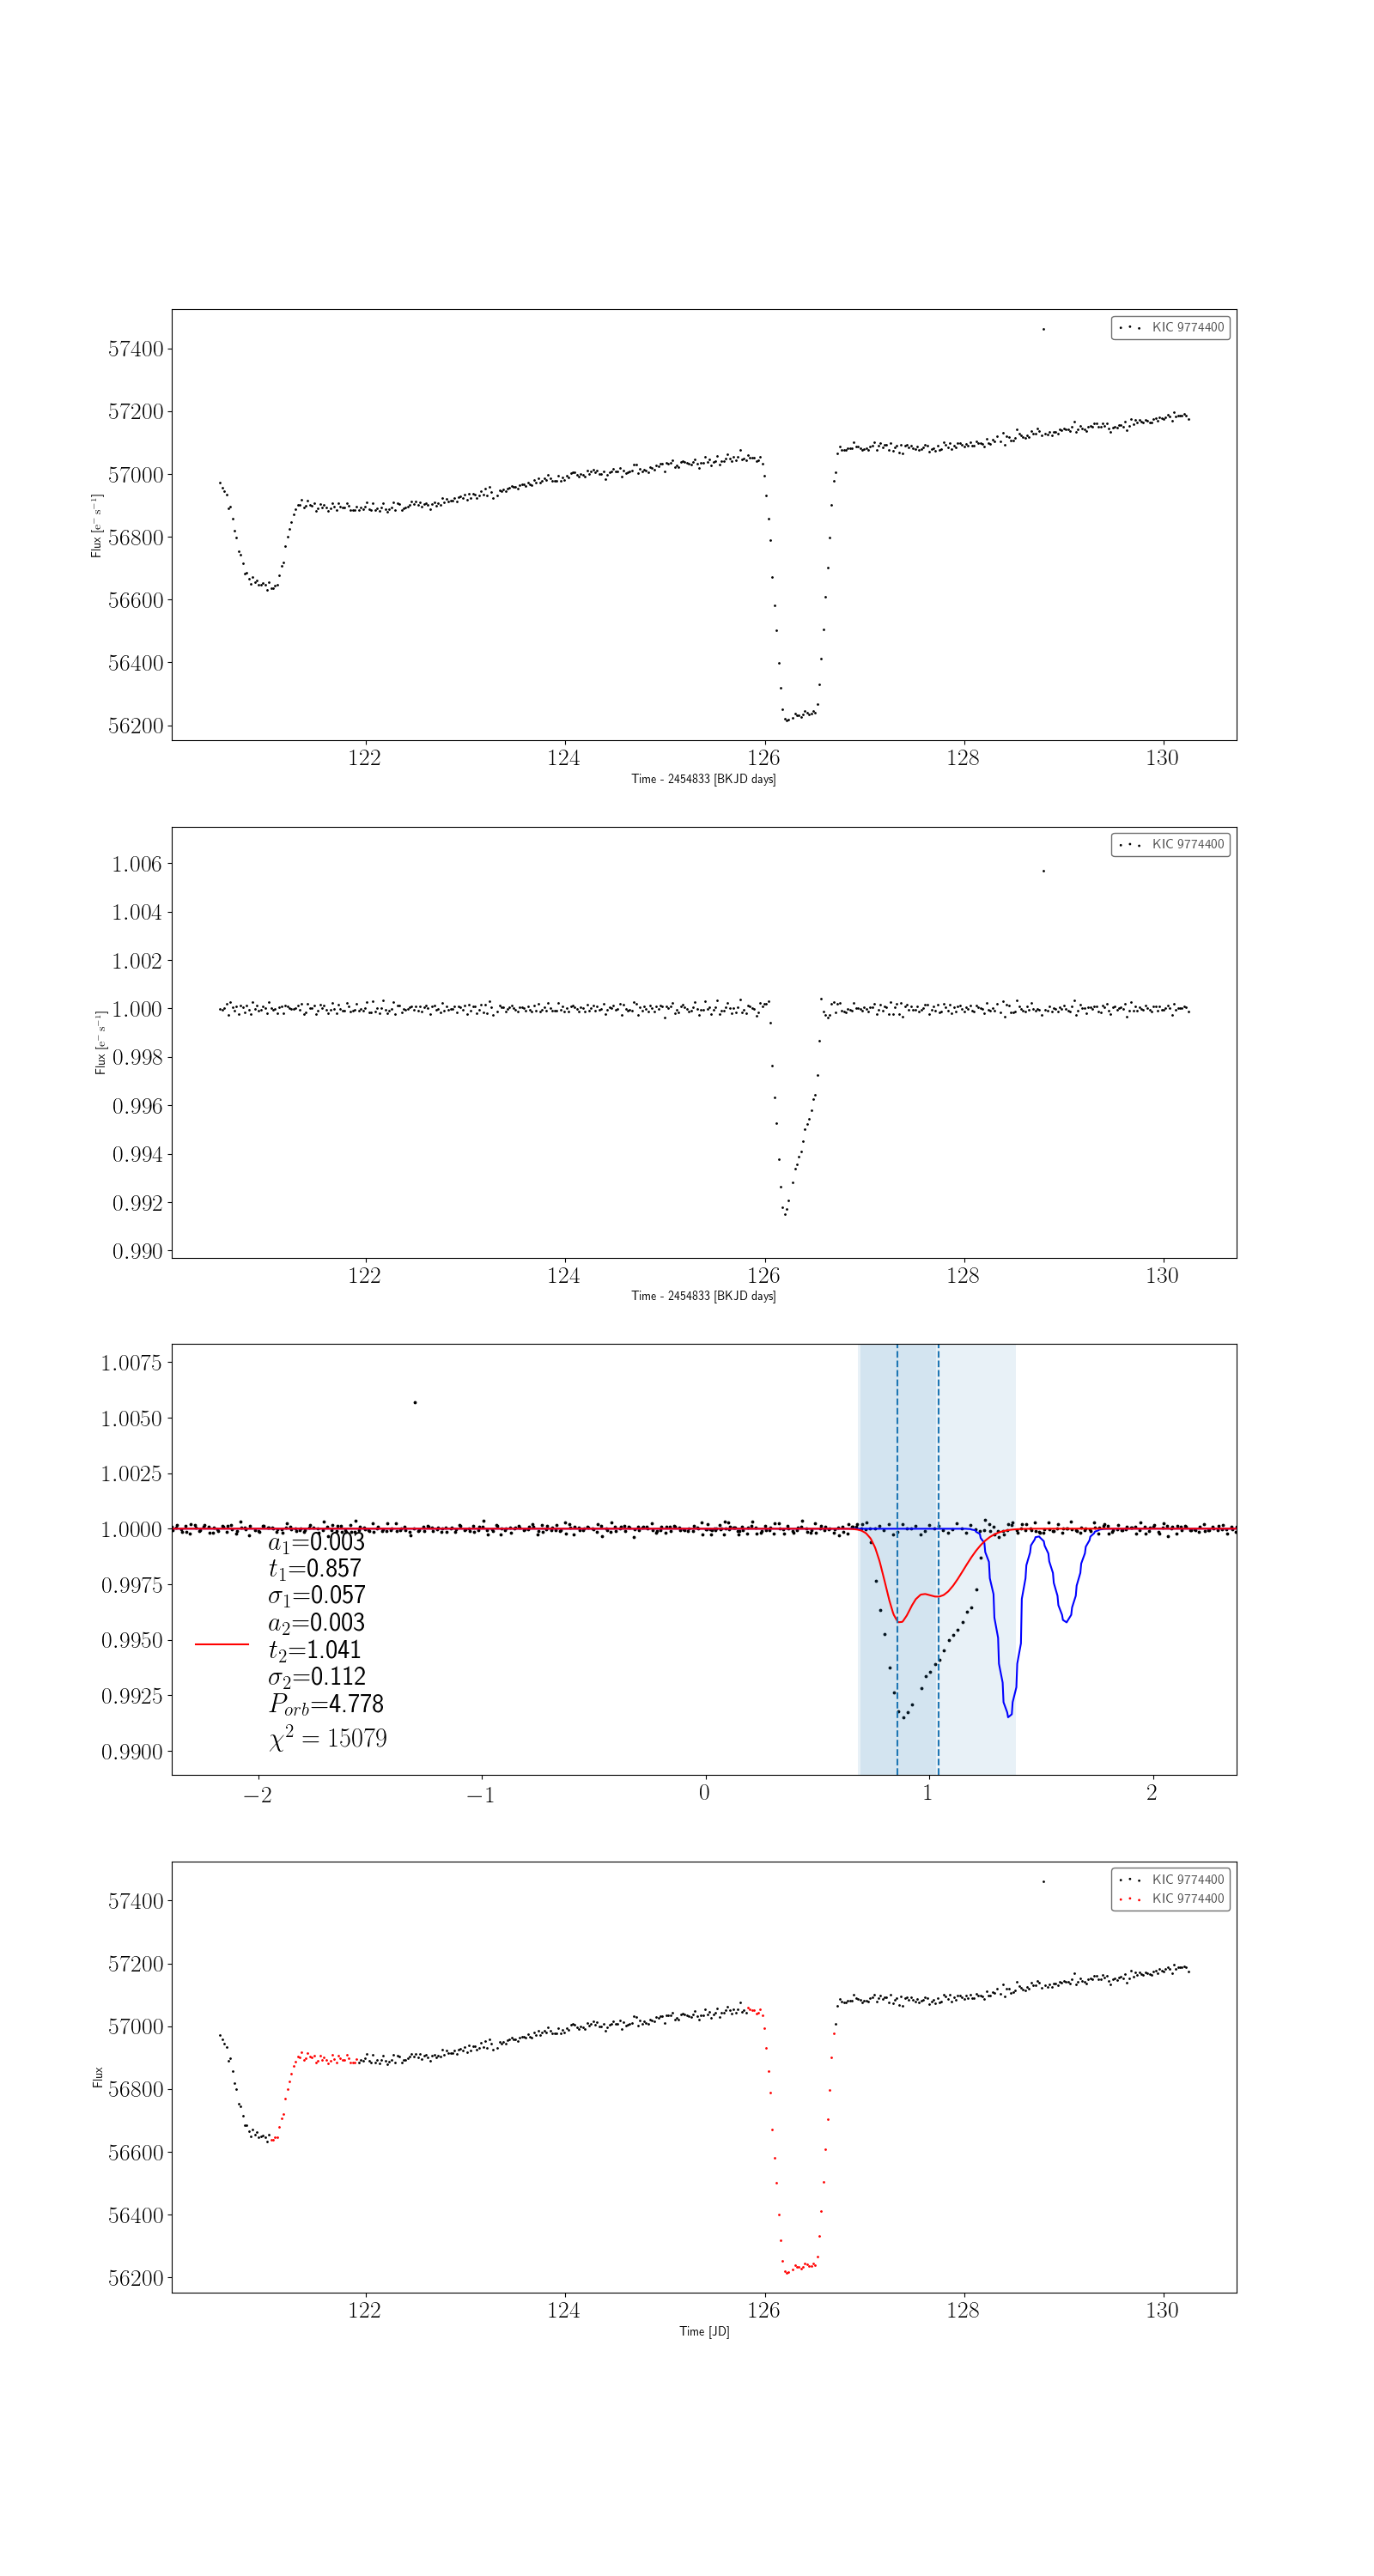 KIC 9774400
57400
57200
57000
56800
56600
56400
56200
Flux [e⁻ s⁻¹]
122 124 126 128 130
Time - 2454833 [BKJD days]
KIC 9774400
1.006
1.004
1.002
1.000
0.998
0.996
0.994
0.992
0.990
Flux [e⁻ s⁻¹]
122 124 126 128 130
Time - 2454833 [BKJD days]
1.0075
1.0050
1.0025
1.0000
0.9975
0.9950
0.9925
0.9900
a₁=0.003
t₁=0.857
σ₁=0.057
a₂=0.003
t₂=1.041
σ₂=0.112
P_orb=4.778
χ² = 15079
−2 −1 0 1 2
KIC 9774400
KIC 9774400
57400
57200
57000
56800
56600
56400
56200
Flux
122 124 126 128 130
Time [JD]